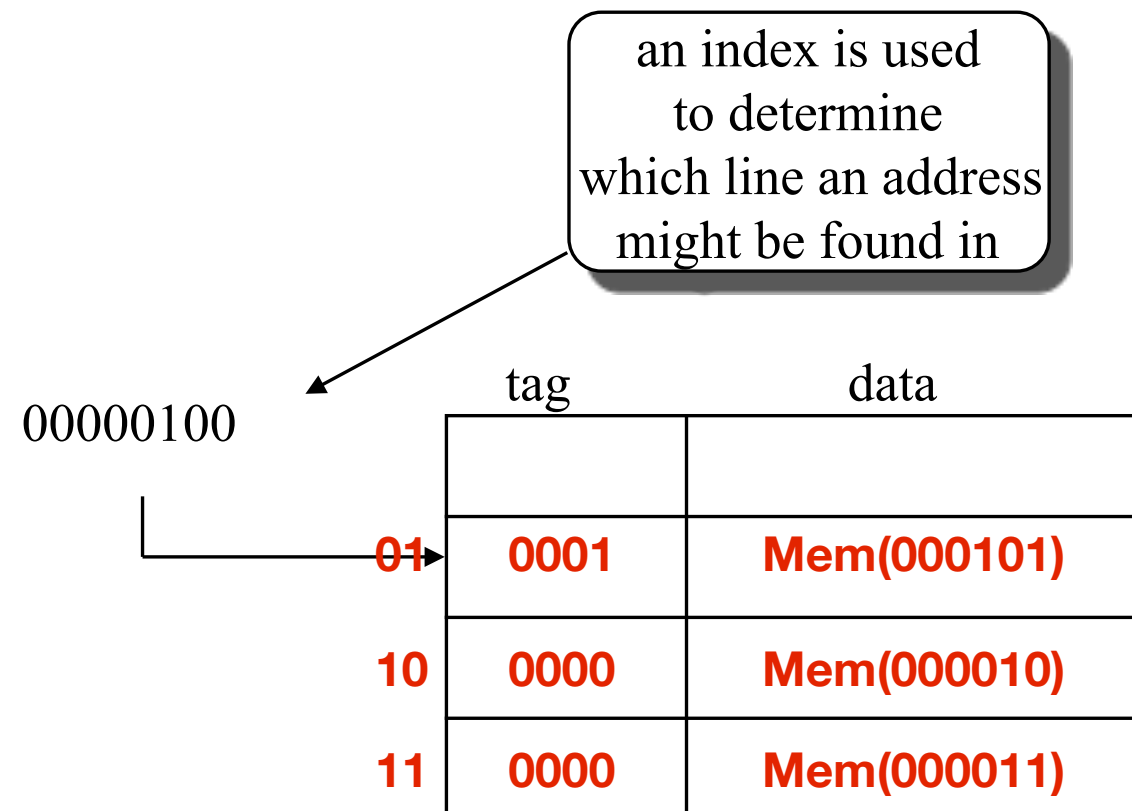 an index is used
to determine
which line an address
might be found in
tag data
00000100
01 0001 Mem(000101)
10 0000 Mem(000010)
11 0000 Mem(000011)